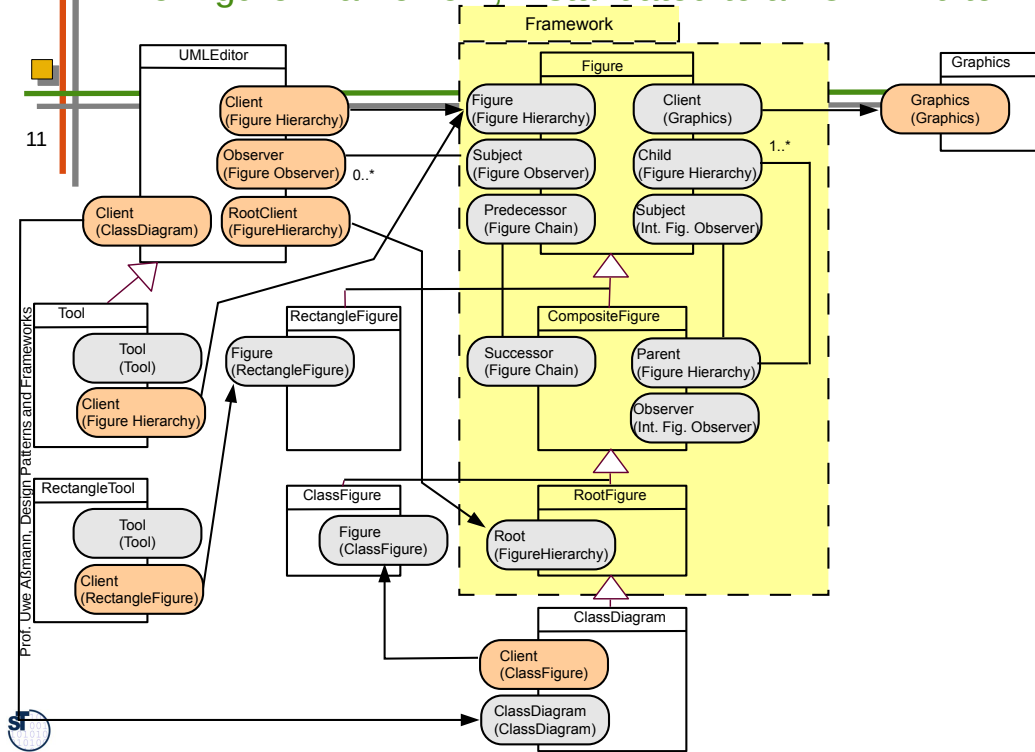 Framework
UMLEditor
Client
(Figure Hierarchy)
Observer
(Figure Observer)
0..*
Client
(ClassDiagram)
RootClient
(FigureHierarchy)
Figure
Figure
(Figure Hierarchy)
Client
(Graphics)
Subject
(Figure Observer)
Child
(Figure Hierarchy)
1..*
Predecessor
(Figure Chain)
Subject
(Int. Fig. Observer)
Graphics
Graphics
(Graphics)
11
Tool
Tool
(Tool)
Client
(Figure Hierarchy)
RectangleFigure
Figure
(RectangleFigure)
CompositeFigure
Successor
(Figure Chain)
Parent
(Figure Hierarchy)
Observer
(Int. Fig. Observer)
RectangleTool
Tool
(Tool)
Client
(RectangleFigure)
ClassFigure
Figure
(ClassFigure)
RootFigure
Root
(FigureHierarchy)
ClassDiagram
Client
(ClassFigure)
ClassDiagram
(ClassDiagram)
Prof. Uwe Aßmann, Design Patterns and Frameworks
ST